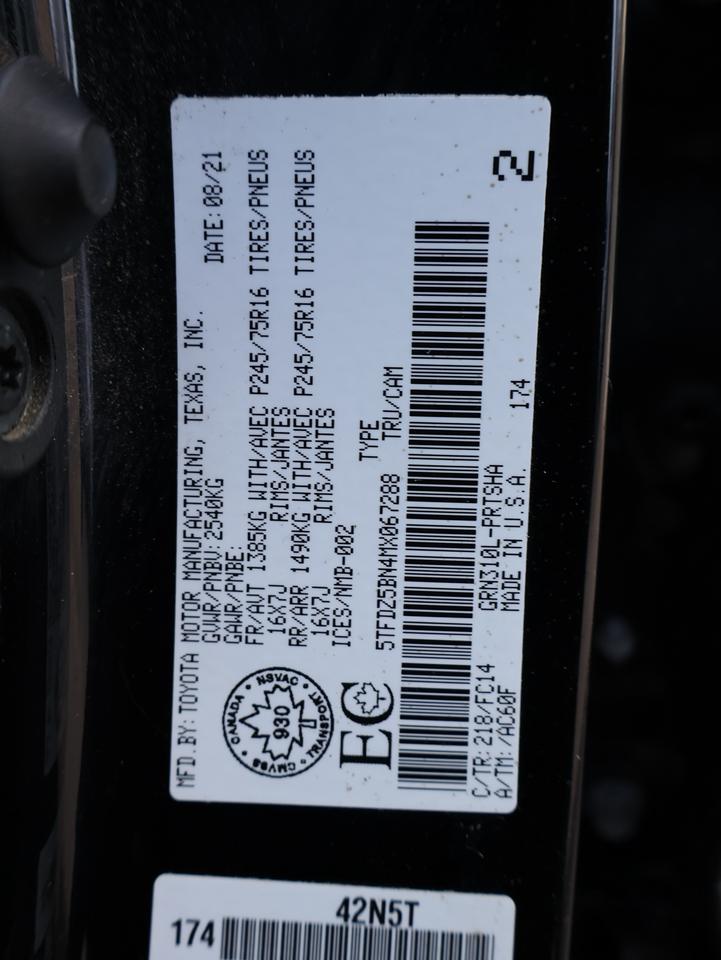 MFD.BY:TOYOTA MOTOR MANUFACTURING, TEXAS, INC.
GVWR/PNBV:2540KG DATE:08/21
GAWR/PNBE:
FR/AVT 1385KG WITH/AVEC P245/75R16 TIRES/PNEUS
16X7J RIMS/JANTES
RR/ARR 1490KG WITH/AVEC P245/75R16 TIRES/PNEUS
16X7J RIMS/JANTES
ICES/NMB-002
CANADA • NSVAC • TRANSPORT • CMVSS •
930
T
EC
TYPE
5TFDZ5BN4MX067288 TRU/CAM
2
C/TR:218/FC14 GRN310L-PRTSHA
A/TM:/AC60F MADE IN U.S.A. 174
42N5T
174